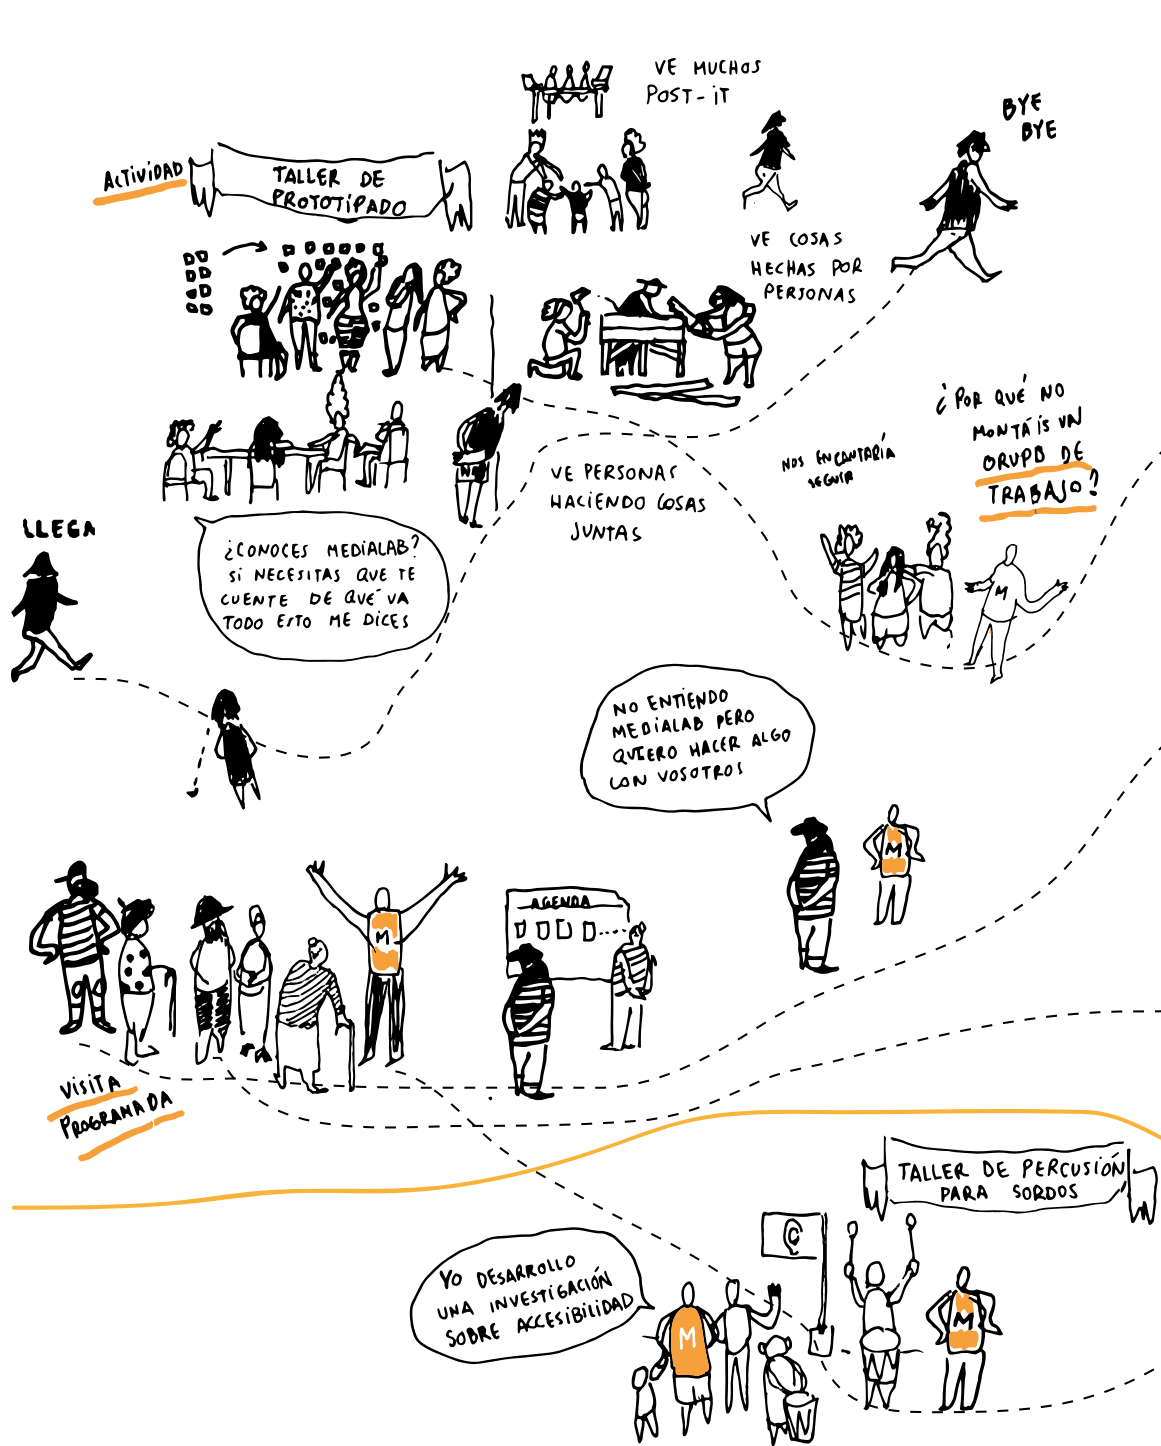 VE MUCHOS
POST-IT
BYE
BYE
ACTIVIDAD
TALLER DE
PROTOTIPADO
VE COSAS
HECHAS POR
PERSONAS
¿POR QUÉ NO
MONTÁIS UN
GRUPO DE
TRABAJO?
NOS ENCANTARÍA
SEGUIR
VE PERSONAS
HACIENDO COSAS
JUNTAS
LLEGA
¿CONOCES MEDIALAB?
SI NECESITAS QUE TE
CUENTE DE QUÉ VA
TODO ESTO ME DICES
M
NO ENTIENDO
MEDIALAB PERO
QUIERO HACER ALGO
CON VOSOTROS
M
M
AGENDA
VISITA
PROGRAMADA
TALLER DE PERCUSIÓN
PARA SORDOS
YO DESARROLLO
UNA INVESTIGACIÓN
SOBRE ACCESIBILIDAD
M
M